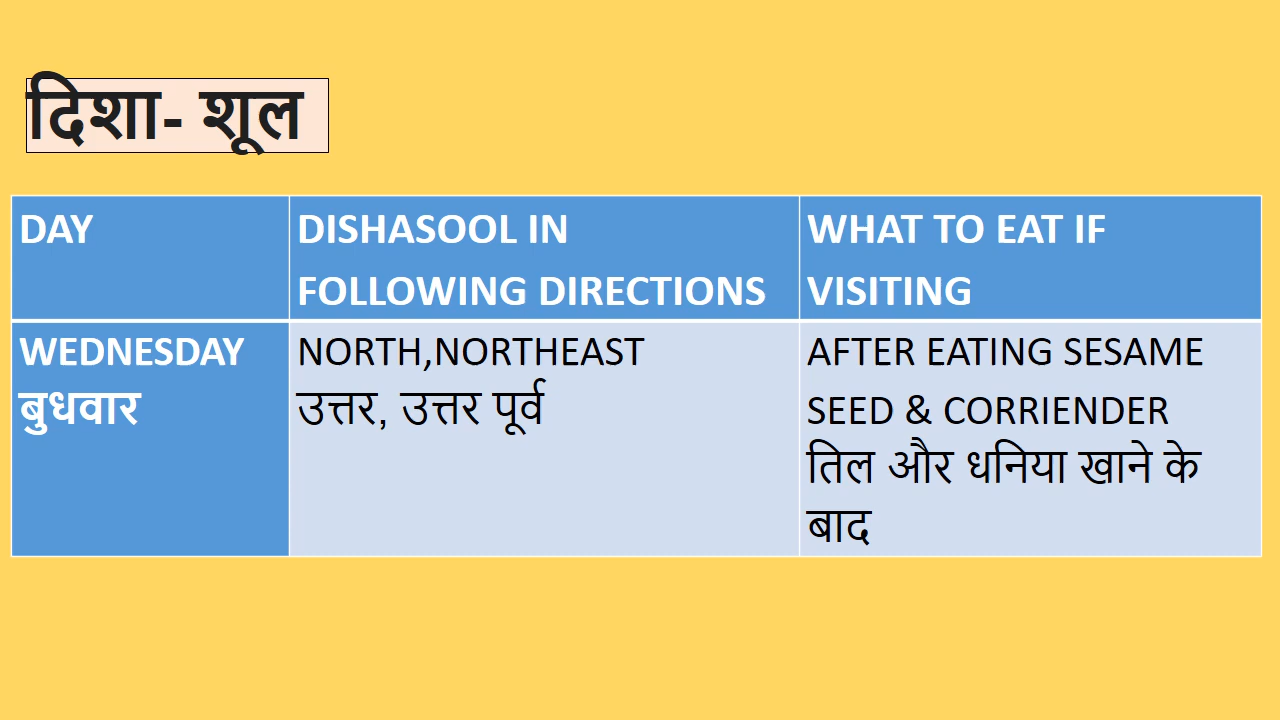 दिशा- शूल
DAY
DISHASOOL IN
FOLLOWING DIRECTIONS
WHAT TO EAT IF
VISITING
WEDNESDAY
बुधवार
NORTH,NORTHEAST
उत्तर, उत्तर पूर्व
AFTER EATING SESAME
SEED & CORRIENDER
तिल और धनिया खाने के
बाद